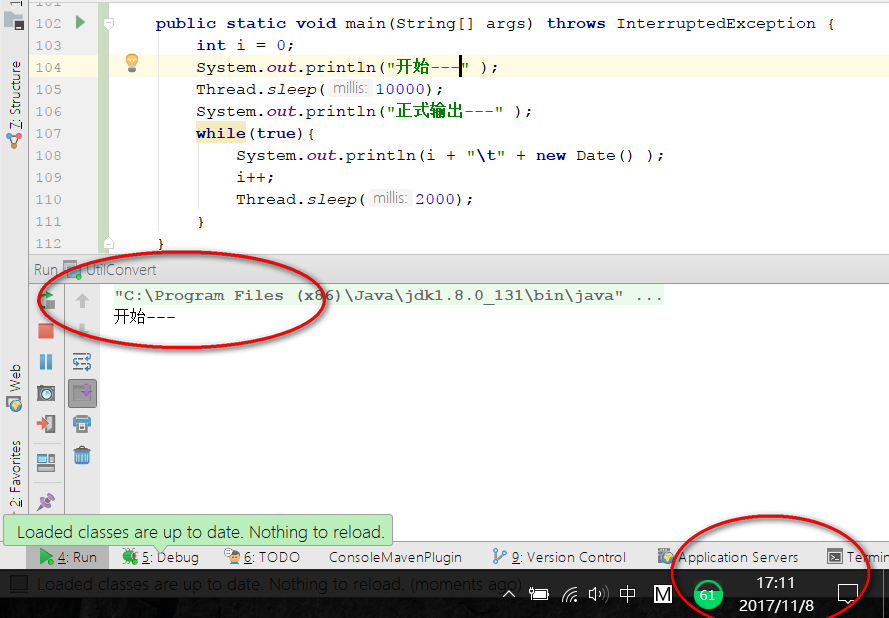 102 public static void main(String[] args) throws InterruptedException {
103 int i = 0;
104 System.out.println("开始---" );
105 Thread.sleep( millis: 10000);
106 System.out.println("正式输出---" );
107 while(true){
108 System.out.println(i + "\t" + new Date() );
109 i++;
110 Thread.sleep( millis: 2000);
111 }
112 }
Z: Structure
Web
2: Favorites
Run UtilConvert
"C:\Program Files (x86)\Java\jdk1.8.0_131\bin\java" ...
开始---
Loaded classes are up to date. Nothing to reload.
4: Run 5: Debug 6: TODO ConsoleMavenPlugin 9: Version Control Application Servers Termin
Loaded classes are up to date. Nothing to reload. (moments ago)
中 M 61 17:11
2017/11/8